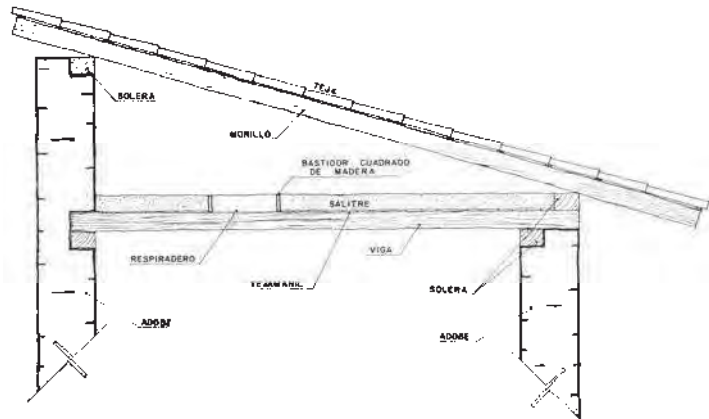 TEJA
SOLERA
MORILLO
BASTIDOR CUADRADO
DE MADERA
SALITRE
RESPIRADERO
VIGA
TEJAMANIL
SOLERA
ADOBE
ADOBE